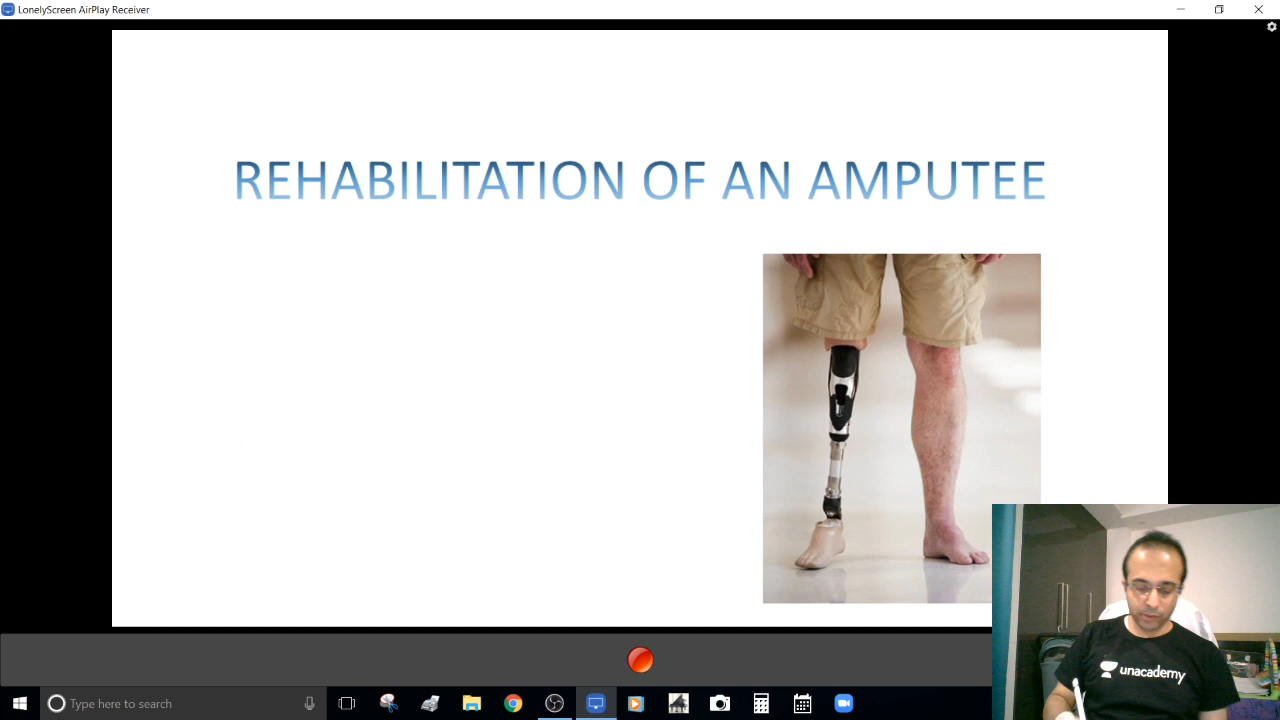 LonelyScreen AirPlay Receiver
REHABILITATION OF AN AMPUTEE
unacademy
Type here to search